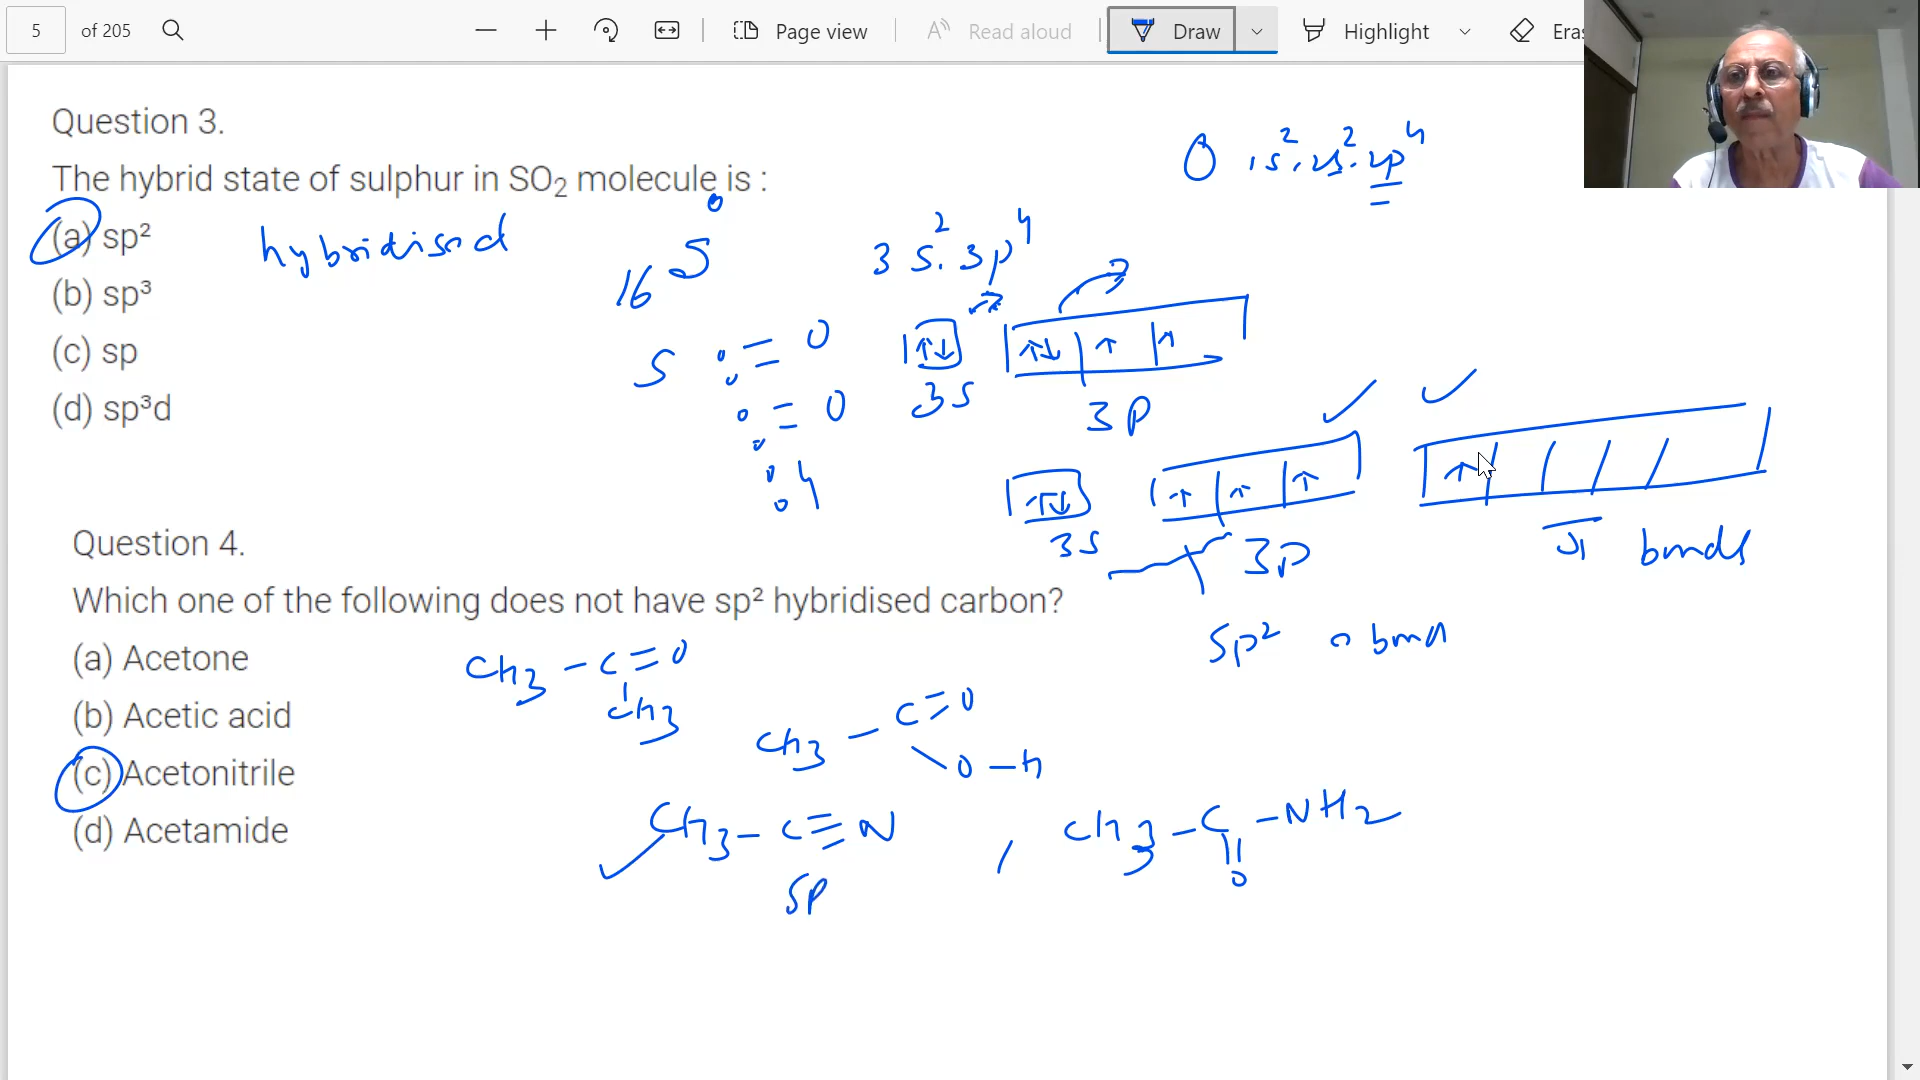 5 of 205 Page view Read aloud Draw Highlight Eras
Question 3.
The hybrid state of sulphur in SO₂ molecule is :
(a) sp²
(b) sp³
(c) sp
(d) sp³d
hybridised
16 S
3s². 3p⁴
O 1s², 2s². 2p⁴
S = O
= O
4
↑↓ ↑↓ ↑ ↑
3s 3p
↑↓ ↑ ↑ ↑ ↑
3s 3p
bonds
sp² bond
Question 4.
Which one of the following does not have sp² hybridised carbon?
(a) Acetone
(b) Acetic acid
(c) Acetonitrile
(d) Acetamide
CH3 – C = O
CH3
CH3 – C = O
O – H
CH3 – C ≡ N
SP
, CH3 – C – NH2
O